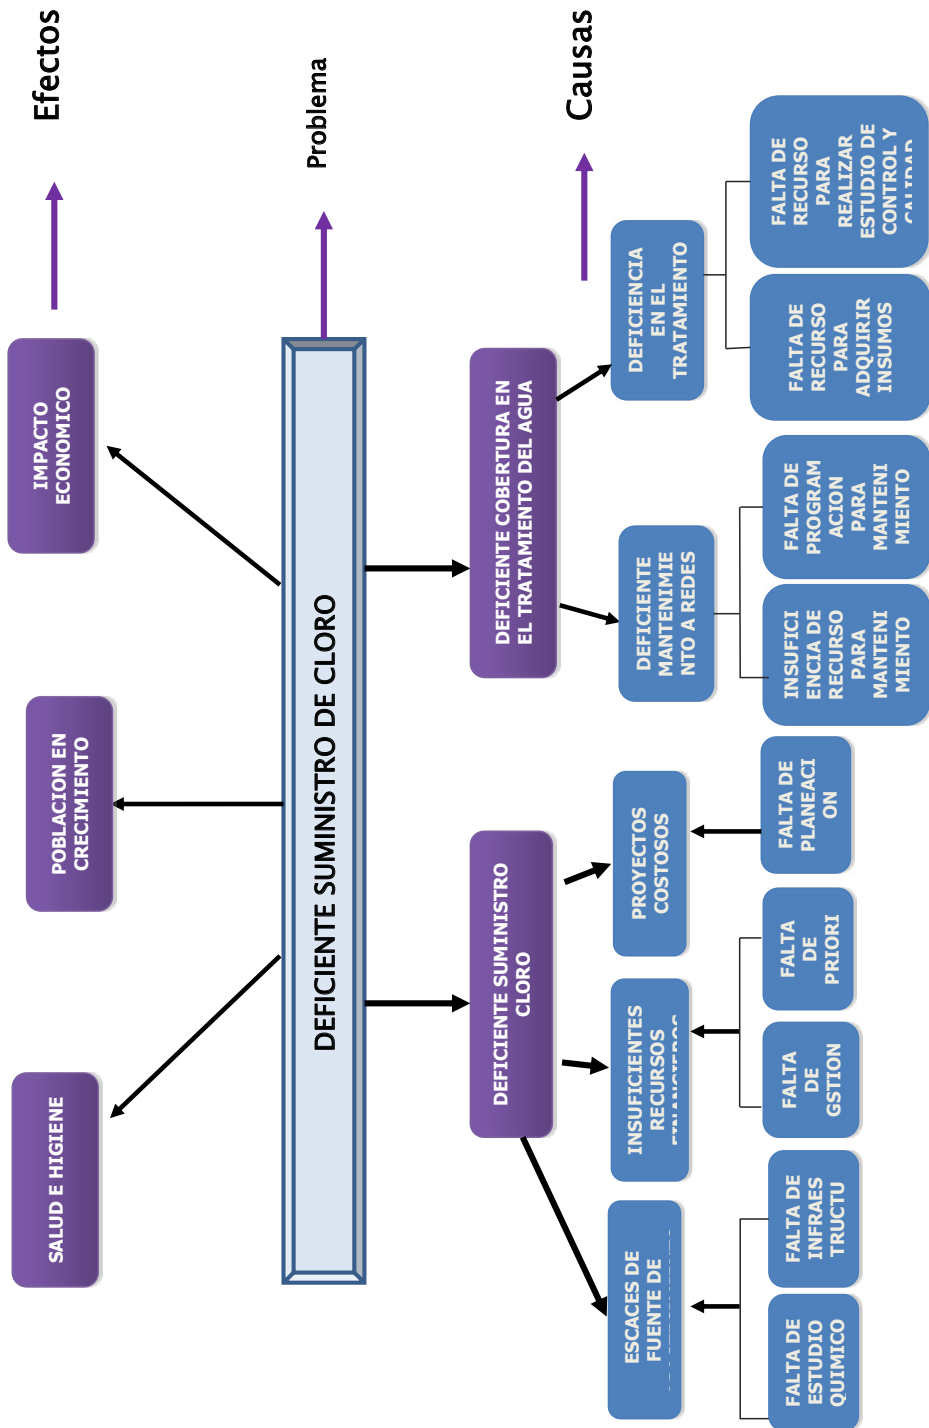 SALUD E HIGIENE
POBLACION EN
CRECIMIENTO
IMPACTO
ECONOMICO
Efectos
DEFICIENTE SUMINISTRO DE CLORO
Problema
DEFICIENTE SUMINISTRO
CLORO
DEFICIENTE COBERTURA EN
EL TRATAMIENTO DEL AGUA
Causas
ESCACES DE
FUENTE DE
INSUFICIENTES
RECURSOS
FINANCIEROS
PROYECTOS
COSTOSOS
DEFICIENTE
MANTENIMIE
NTO A REDES
DEFICIENCIA
EN EL
TRATAMIENTO
FALTA DE
ESTUDIO
QUIMICO
FALTA DE
INFRAES
TRUCTU
FALTA
DE
GSTION
FALTA
DE
PRIORI
FALTA DE
PLANEACI
ON
INSUFICI
ENCIA DE
RECURSO
PARA
MANTENI
MIENTO
FALTA DE
PROGRAM
ACION
PARA
MANTENI
MIENTO
FALTA DE
RECURSO
PARA
ADQUIRIR
INSUMOS
FALTA DE
RECURSO
PARA
REALIZAR
ESTUDIO DE
CONTROL Y
CALIDAD